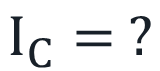 I_C = ?